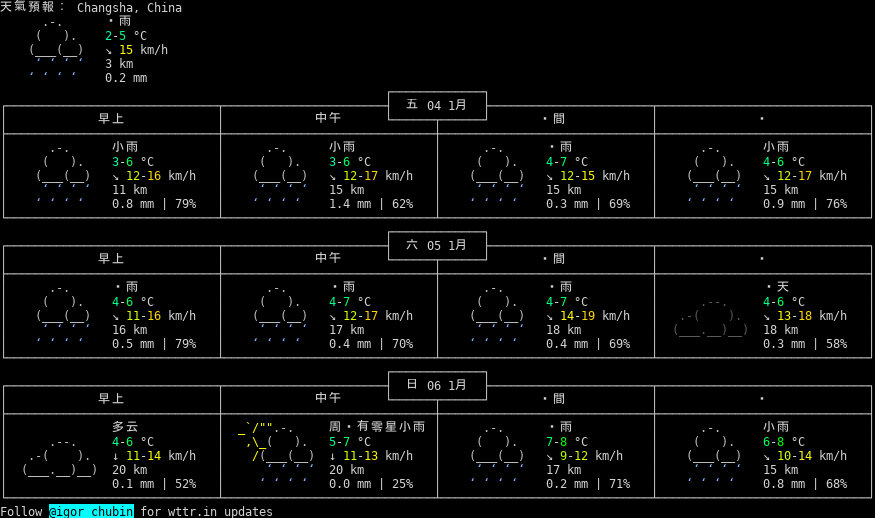 天氣預報： Changsha, China
・雨
2-5 °C
↘ 15 km/h
3 km
0.2 mm
五 04 1月
早上 中午 ・間 ・
小雨 小雨 ・雨 小雨
3-6 °C 3-6 °C 4-7 °C 4-6 °C
↘ 12-16 km/h ↘ 12-17 km/h ↘ 12-15 km/h ↘ 12-17 km/h
11 km 15 km 15 km 15 km
0.8 mm | 79% 1.4 mm | 62% 0.3 mm | 69% 0.9 mm | 76%
六 05 1月
早上 中午 ・間 ・
・雨 ・雨 ・雨 ・天
4-6 °C 4-7 °C 4-7 °C 4-6 °C
↘ 11-16 km/h ↘ 12-17 km/h ↘ 14-19 km/h ↘ 13-18 km/h
16 km 17 km 18 km 18 km
0.5 mm | 79% 0.4 mm | 70% 0.4 mm | 69% 0.3 mm | 58%
日 06 1月
早上 中午 ・間 ・
多云 周・有零星小雨 ・雨 小雨
4-6 °C 5-7 °C 7-8 °C 6-8 °C
↓ 11-14 km/h ↓ 11-13 km/h ↘ 9-12 km/h ↘ 10-14 km/h
20 km 20 km 17 km 15 km
0.1 mm | 52% 0.0 mm | 25% 0.2 mm | 71% 0.8 mm | 68%
Follow @igor_chubin for wttr.in updates